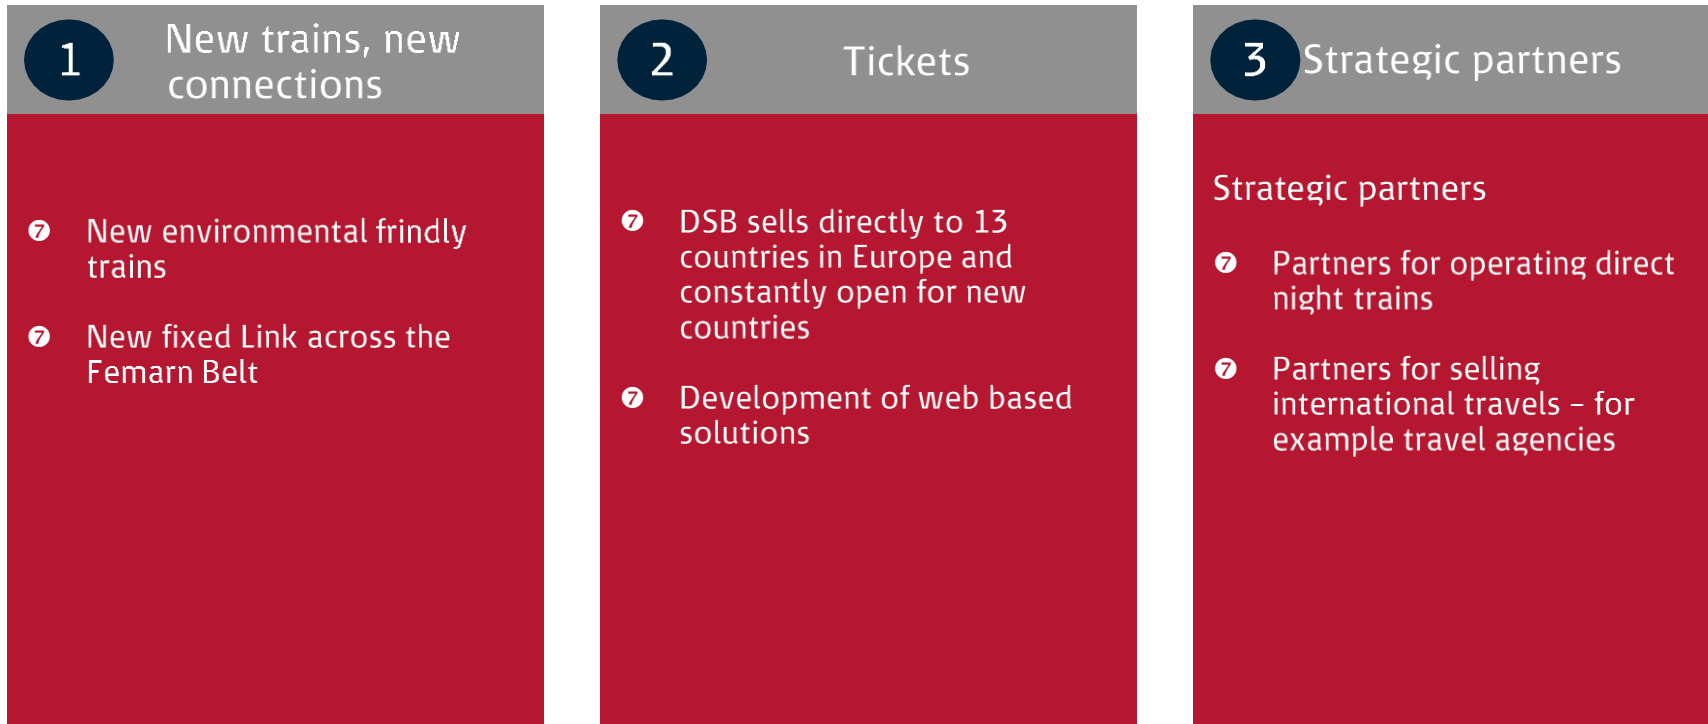 1
New trains, new
connections
New environmental frindly
trains
New fixed Link across the
Femarn Belt
2
Tickets
DSB sells directly to 13
countries in Europe and
constantly open for new
countries
Development of web based
solutions
3
Strategic partners
Strategic partners
Partners for operating direct
night trains
Partners for selling
international travels – for
example travel agencies